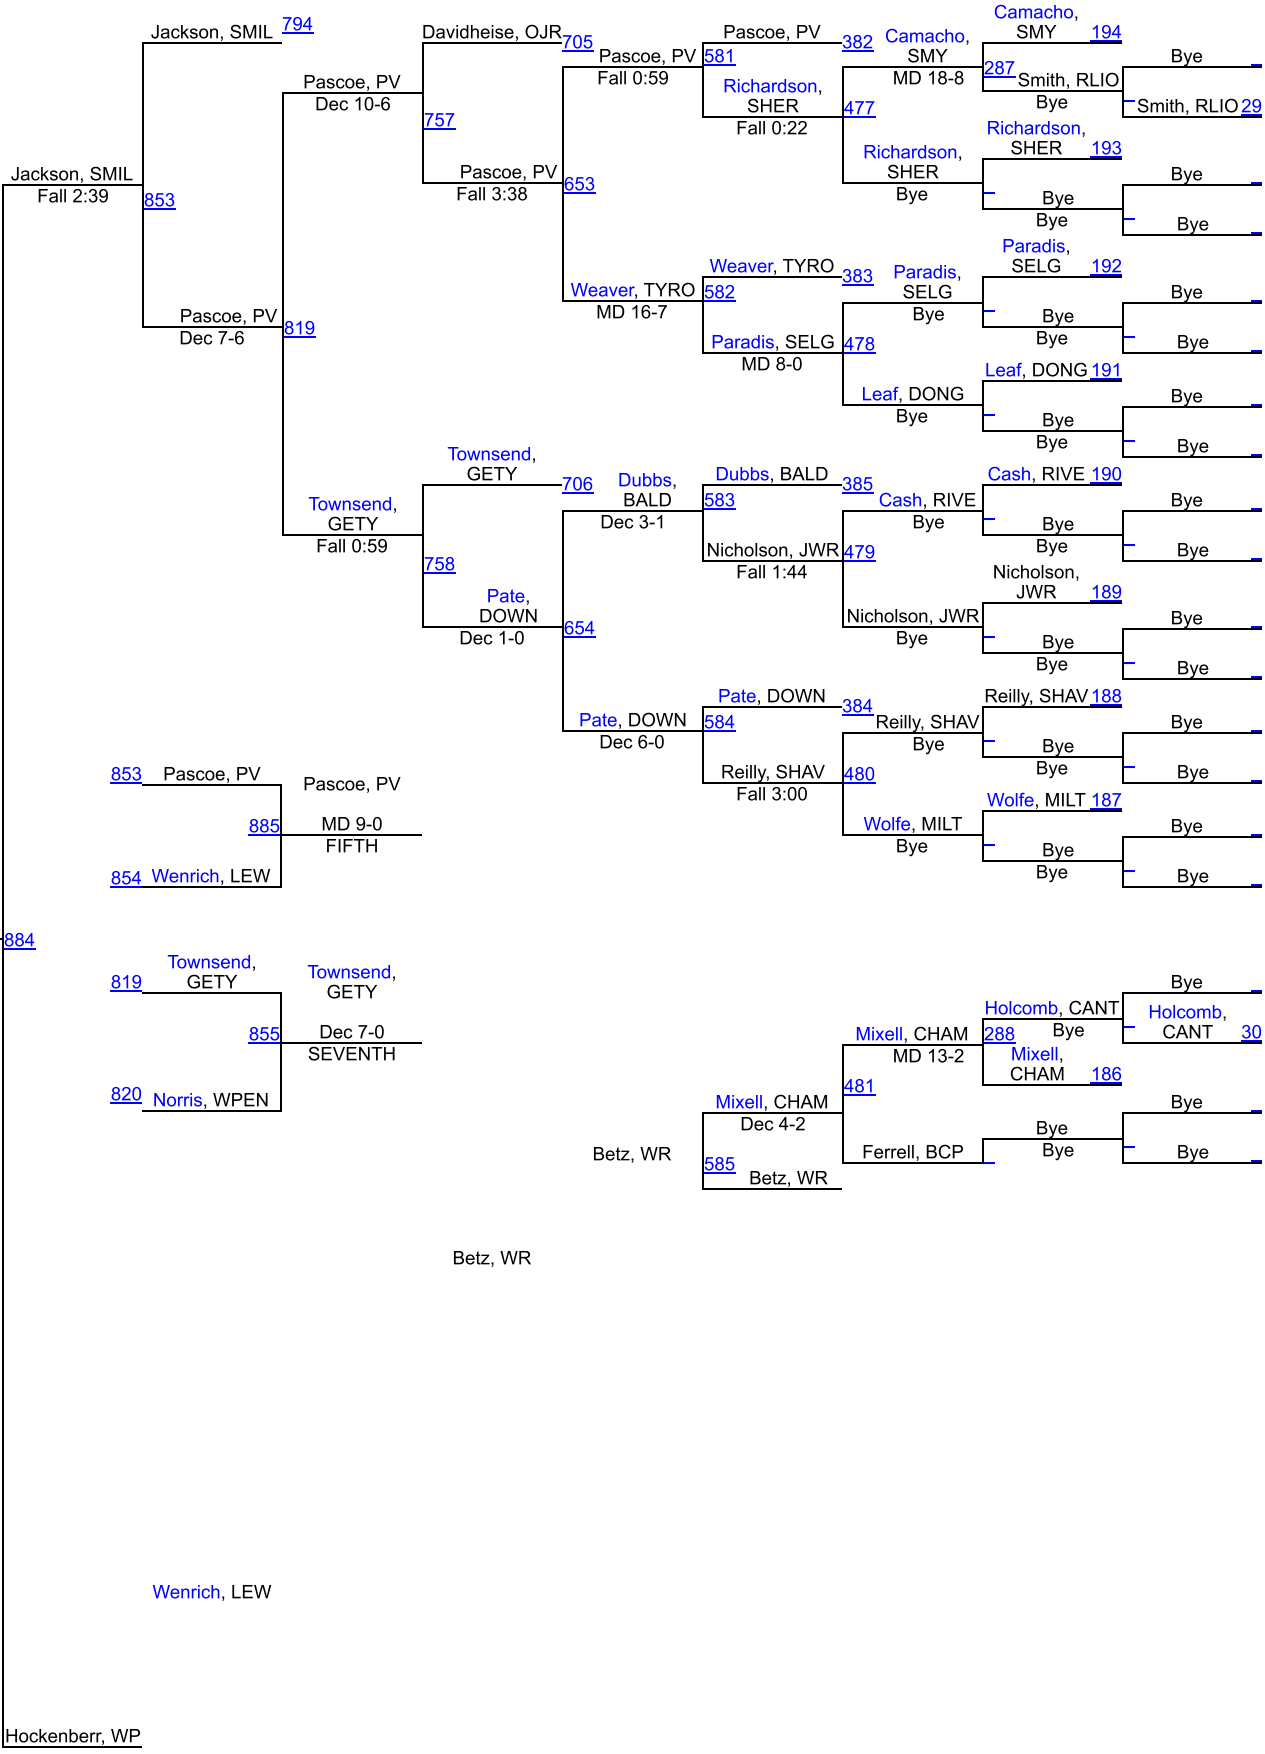 Camacho,
Jackson, SMIL 794
Davidheise, OJR 705
Pascoe, PV 382
Camacho,
SMY 194
Pascoe, PV 581
SMY 287
Bye
Fall 0:59
MD 18-8
Smith, RLIO
Pascoe, PV
Richardson,
Bye
Dec 10-6
SHER 477
Smith, RLIO 29
757
Fall 0:22
Richardson,
Richardson,
SHER 193
Jackson, SMIL
Pascoe, PV 653
SHER
Bye
Fall 2:39
853
Fall 3:38
Bye
Bye
Bye
Bye
Paradis,
Weaver, TYRO 383
Paradis,
SELG 192
Weaver, TYRO 582
SELG
Bye
MD 16-7
Bye
Bye
Pascoe, PV 819
Bye
Dec 7-6
Paradis, SELG 478
Bye
MD 8-0
Leaf, DONG 191
Leaf, DONG
Bye
Bye
Bye
Bye
Bye
Townsend,
GETY 706
Dubbs,
Dubbs, BALD 385
Cash, RIVE 190
Townsend,
BALD 583
Cash, RIVE
Bye
GETY
Dec 3-1
Bye
Bye
Fall 0:59
Nicholson, JWR 479
Bye
Bye
758
Fall 1:44
Nicholson,
Pate,
JWR 189
DOWN 654
Nicholson, JWR
Bye
Dec 1-0
Bye
Bye
Bye
Bye
Pate, DOWN 384
Reilly, SHAV 188
Pate, DOWN 584
Reilly, SHAV
Bye
Dec 6-0
Bye
Bye
853 Pascoe, PV
Pascoe, PV
Reilly, SHAV 480
Bye
Bye
Fall 3:00
Wolfe, MILT 187
885 MD 9-0
Wolfe, MILT
Bye
FIFTH
Bye
Bye
854 Wenrich, LEW
Bye
Bye
884
819 Townsend,
GETY
Townsend,
GETY
Bye
855 Dec 7-0
SEVENTH
Holcomb, CANT
Bye
Holcomb,
CANT 30
Mixell, CHAM 288
MD 13-2
Mixell,
CHAM 186
820 Norris, WPEN
481
Mixell, CHAM
Dec 4-2
Bye
Bye
Bye
Betz, WR
585
Ferrell, BCP
Bye
Betz, WR
Betz, WR
Wenrich, LEW
Hockenberr, WP